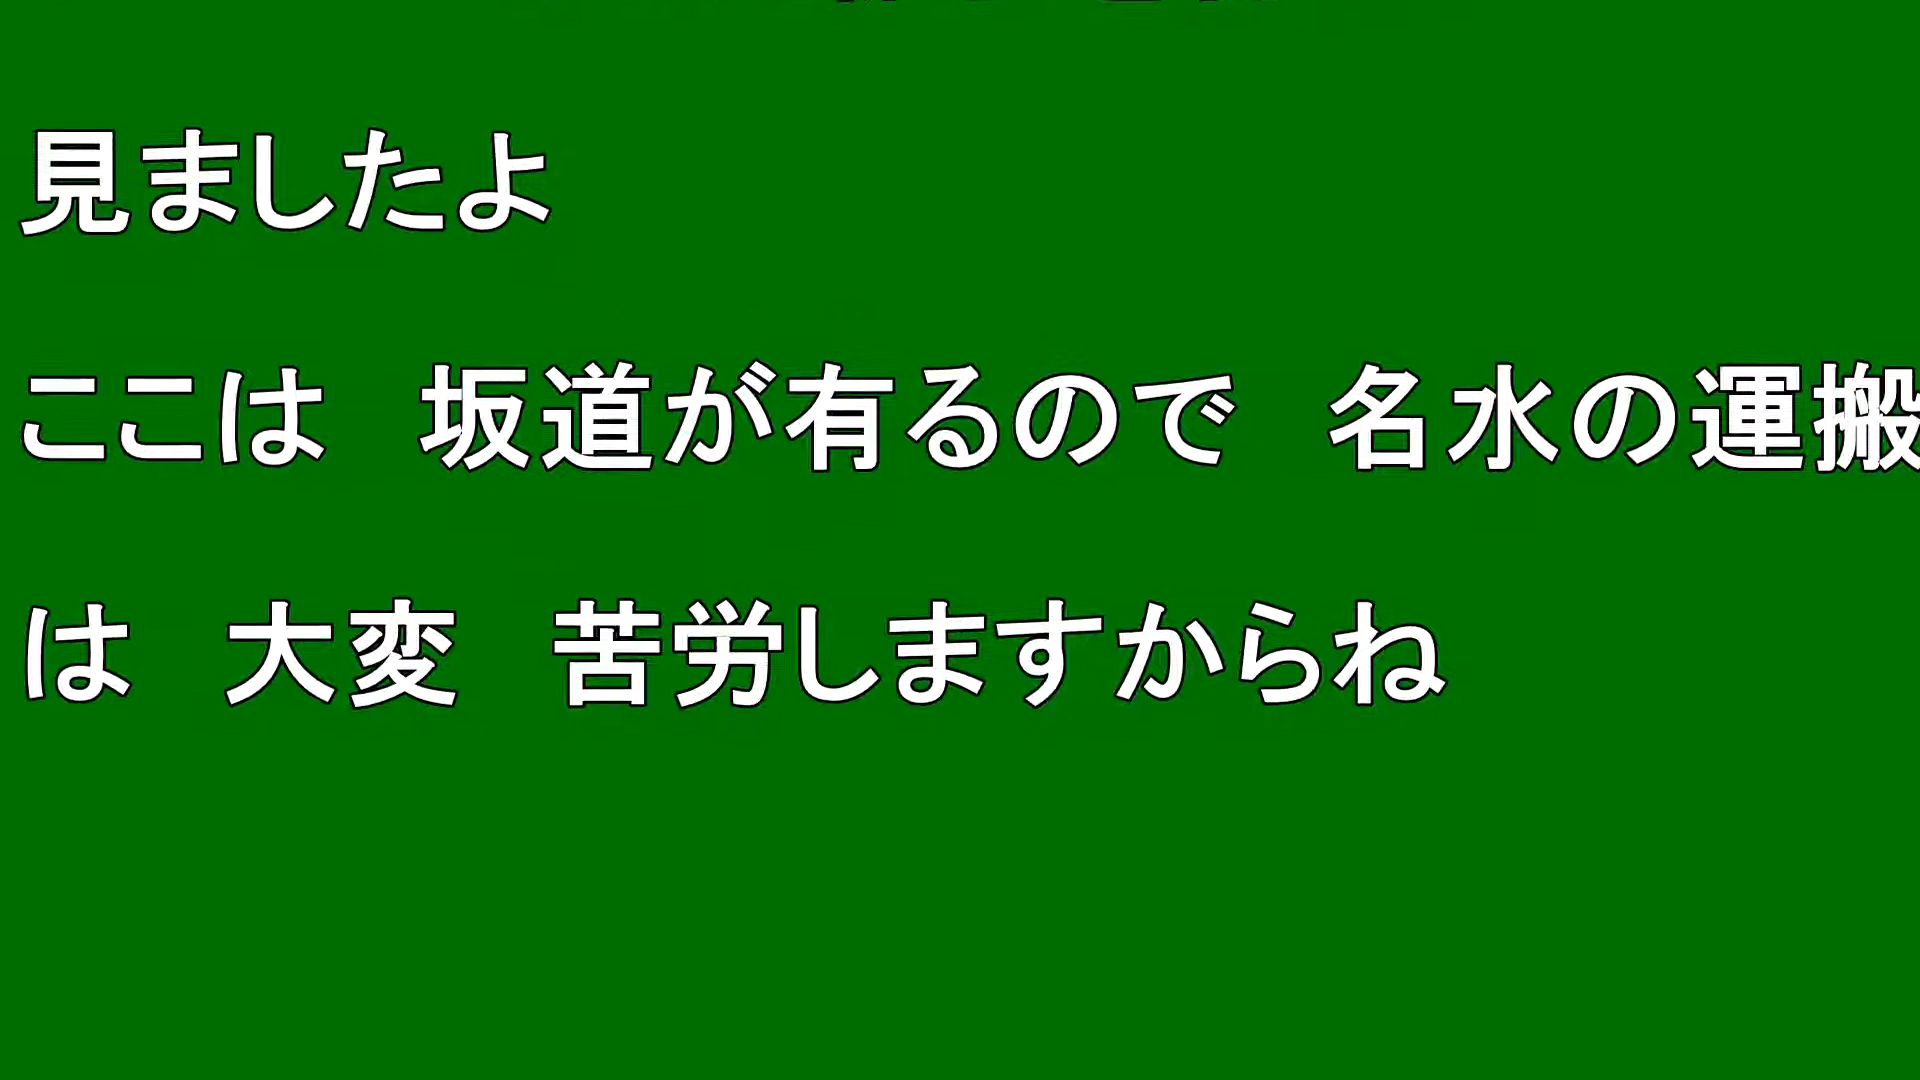 見ましたよ
ここは　坂道が有るので　名水の運搬
は　大変　苦労しますからね